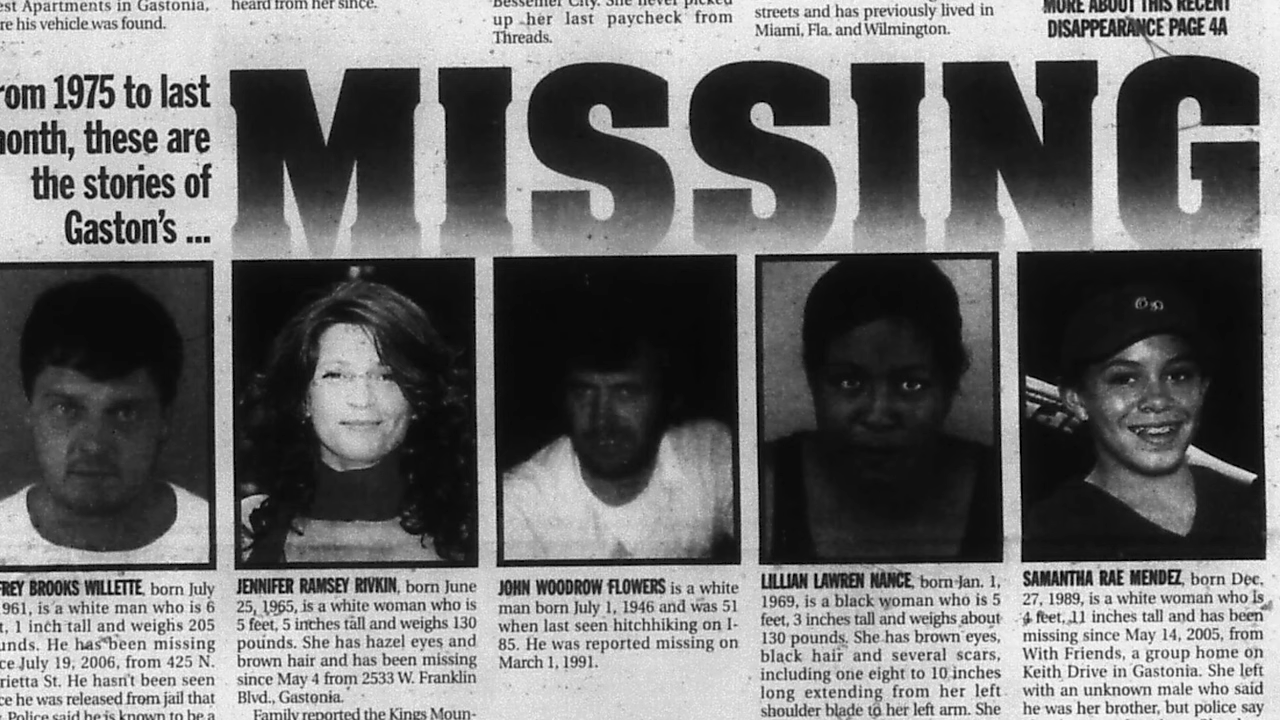 est Apartments in Gastonia,
re his vehicle was found.
heard from her since.
Bessemer City. She never picked
up her last paycheck from
Threads.
streets and has previously lived in
Miami, Fla. and Wilmington.
MORE ABOUT THIS RECENT
DISAPPEARANCE PAGE 4A
rom 1975 to last
month, these are
the stories of
Gaston's ...
MISSING
FREY BROOKS WILLETTE, born July
961, is a white man who is 6
t, 1 inch tall and weighs 205
unds. He has been missing
ce July 19, 2006, from 425 N.
rietta St. He hasn't been seen
ce he was released from jail that
Police said he is known to be a
JENNIFER RAMSEY RIVKIN, born June
25, 1965, is a white woman who is
5 feet, 5 inches tall and weighs 130
pounds. She has hazel eyes and
brown hair and has been missing
since May 4 from 2533 W. Franklin
Blvd., Gastonia.
Family reported the Kings Moun-
JOHN WOODROW FLOWERS is a white
man born July 1, 1946 and was 51
when last seen hitchhiking on I-
85. He was reported missing on
March 1, 1991.
LILLIAN LAWREN NANCE, born Jan. 1,
1969, is a black woman who is 5
feet, 3 inches tall and weighs about
130 pounds. She has brown eyes,
black hair and several scars,
including one eight to 10 inches
long extending from her left
shoulder blade to her left arm. She
SAMANTHA RAE MENDEZ, born Dec.
27, 1989, is a white woman who is
4 feet, 11 inches tall and has been
missing since May 14, 2005, from
With Friends, a group home on
Keith Drive in Gastonia. She left
with an unknown male who said
he was her brother, but police say